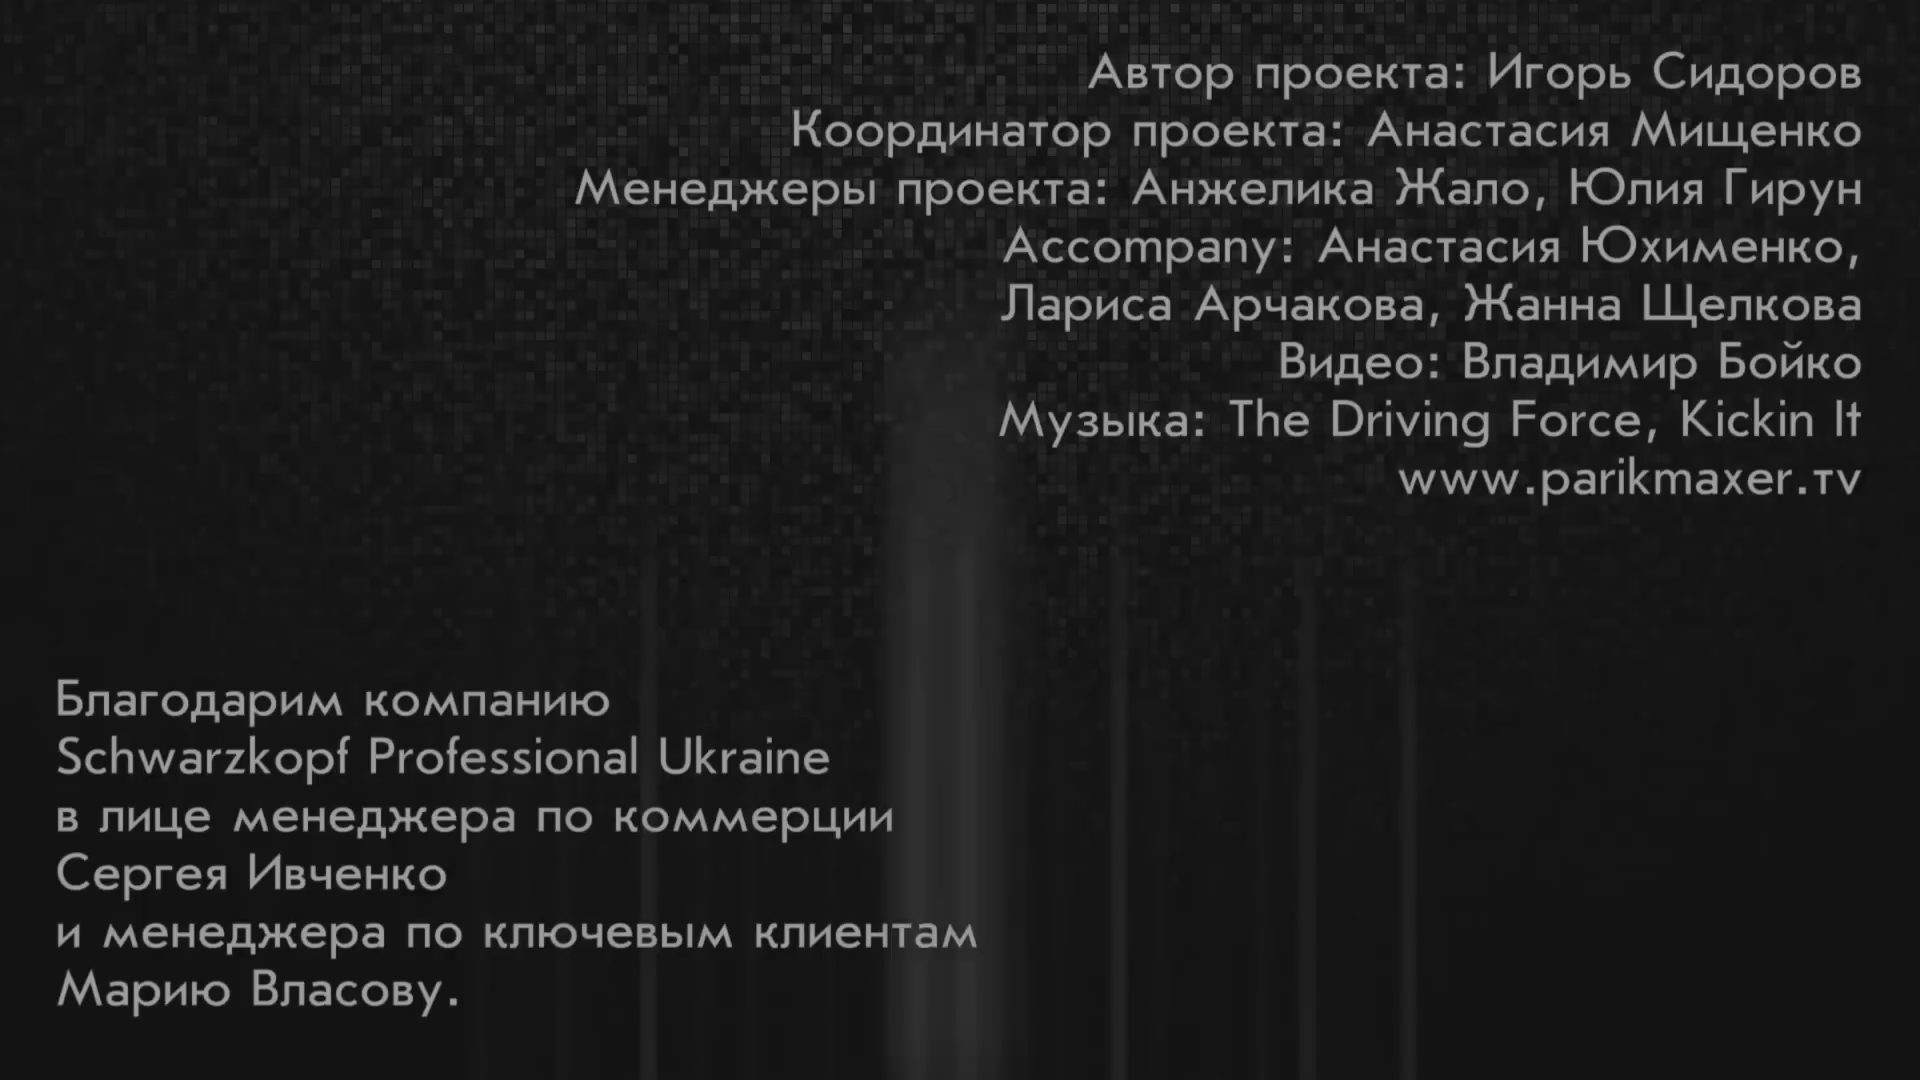 Автор проекта: Игорь Сидоров
Координатор проекта: Анастасия Мищенко
Менеджеры проекта: Анжелика Жало, Юлия Гирун
Accompany: Анастасия Юхименко,
Лариса Арчакова, Жанна Щелкова
Видео: Владимир Бойко
Музыка: The Driving Force, Kickin It
www.parikmaxer.tv
Благодарим компанию
Schwarzkopf Professional Ukraine
в лице менеджера по коммерции
Сергея Ивченко
и менеджера по ключевым клиентам
Марию Власову.